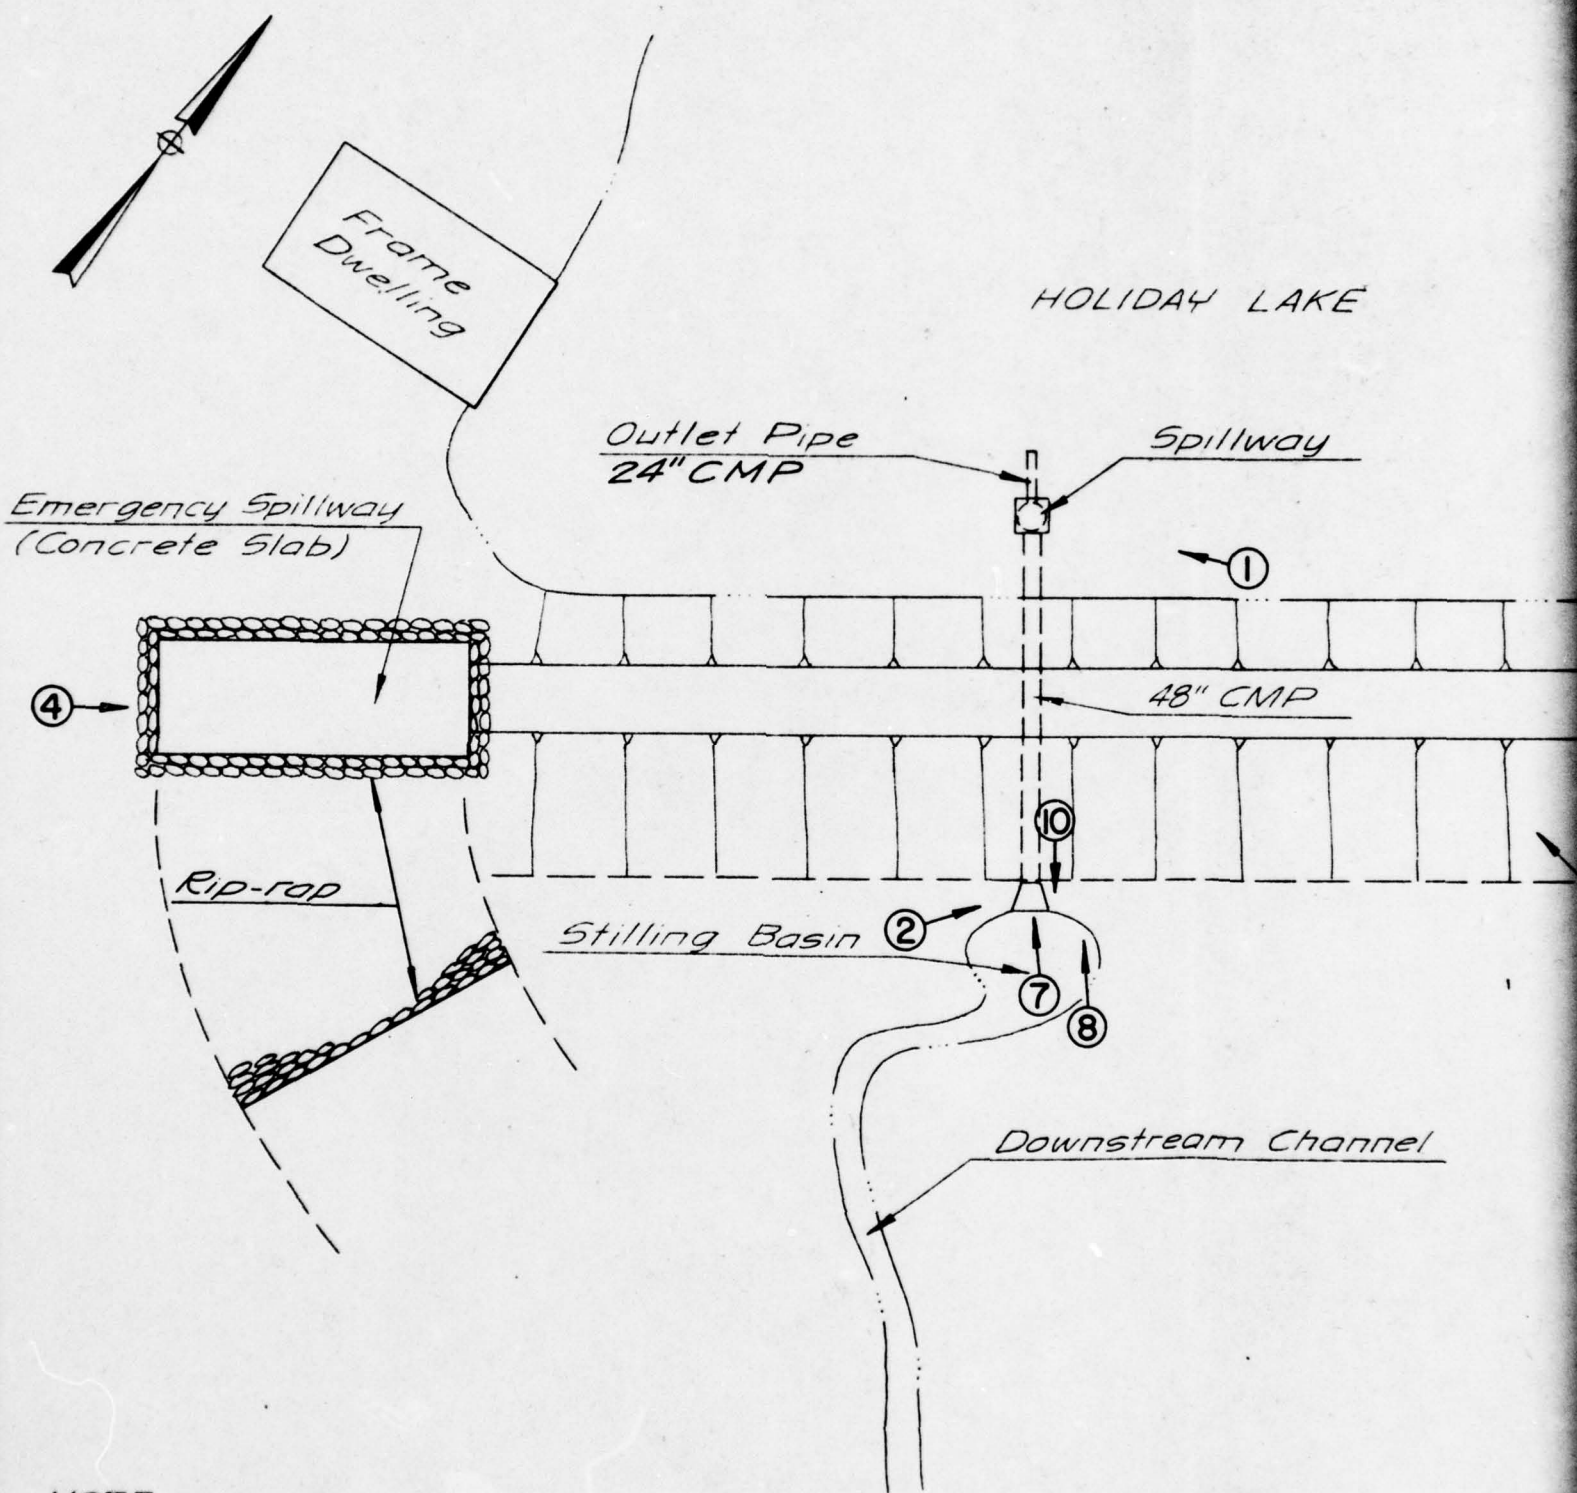 Frame
Dwelling
HOLIDAY LAKE
Outlet Pipe
24" CMP
Spillway
Emergency Spillway
(Concrete Slab)
1
4
48" CMP
10
Rip-rap
Stilling Basin
2
7
8
Downstream Channel